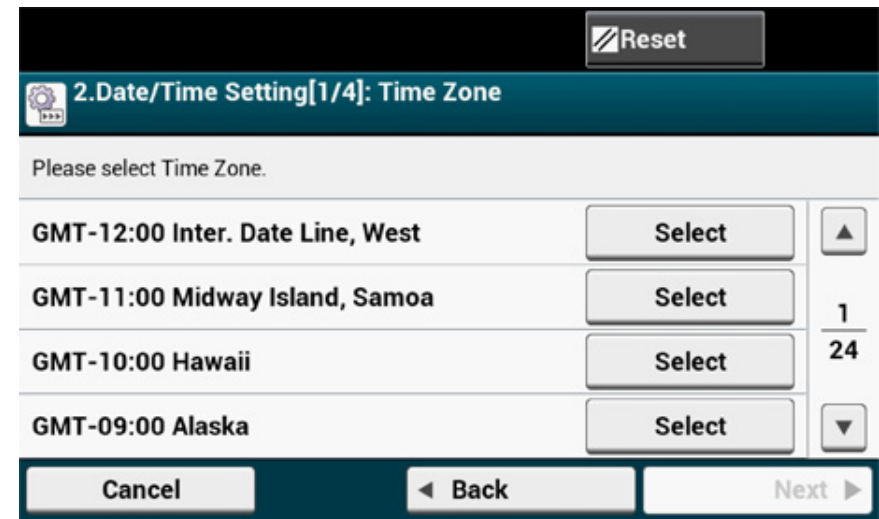 Reset
2.Date/Time Setting[1/4]: Time Zone
Please select Time Zone.
GMT-12:00 Inter. Date Line, West Select
GMT-11:00 Midway Island, Samoa Select
GMT-10:00 Hawaii Select
GMT-09:00 Alaska Select
1
24
Cancel Back Next